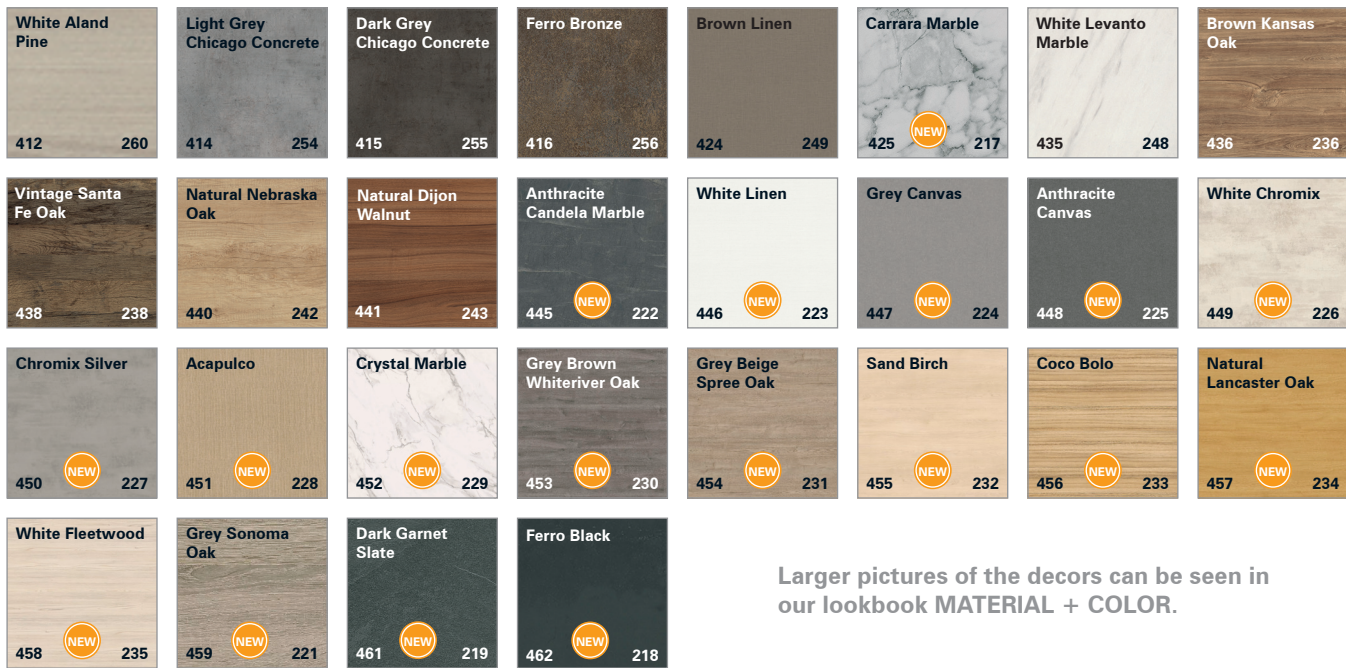 White Aland
Pine
412 260
Light Grey
Chicago Concrete
414 254
Dark Grey
Chicago Concrete
415 255
Ferro Bronze
416 256
Brown Linen
424 249
Carrara Marble
NEW
425 217
White Levanto
Marble
435 248
Brown Kansas
Oak
436 236
Vintage Santa
Fe Oak
438 238
Natural Nebraska
Oak
440 242
Natural Dijon
Walnut
441 243
Anthracite
Candela Marble
NEW
445 222
White Linen
NEW
446 223
Grey Canvas
NEW
447 224
Anthracite
Canvas
NEW
448 225
White Chromix
NEW
449 226
Chromix Silver
NEW
450 227
Acapulco
NEW
451 228
Crystal Marble
NEW
452 229
Grey Brown
Whiteriver Oak
NEW
453 230
Grey Beige
Spree Oak
NEW
454 231
Sand Birch
NEW
455 232
Coco Bolo
NEW
456 233
Natural
Lancaster Oak
NEW
457 234
White Fleetwood
NEW
458 235
Grey Sonoma
Oak
NEW
459 221
Dark Garnet
Slate
NEW
461 219
Ferro Black
NEW
462 218
Larger pictures of the decors can be seen in
our lookbook MATERIAL + COLOR.